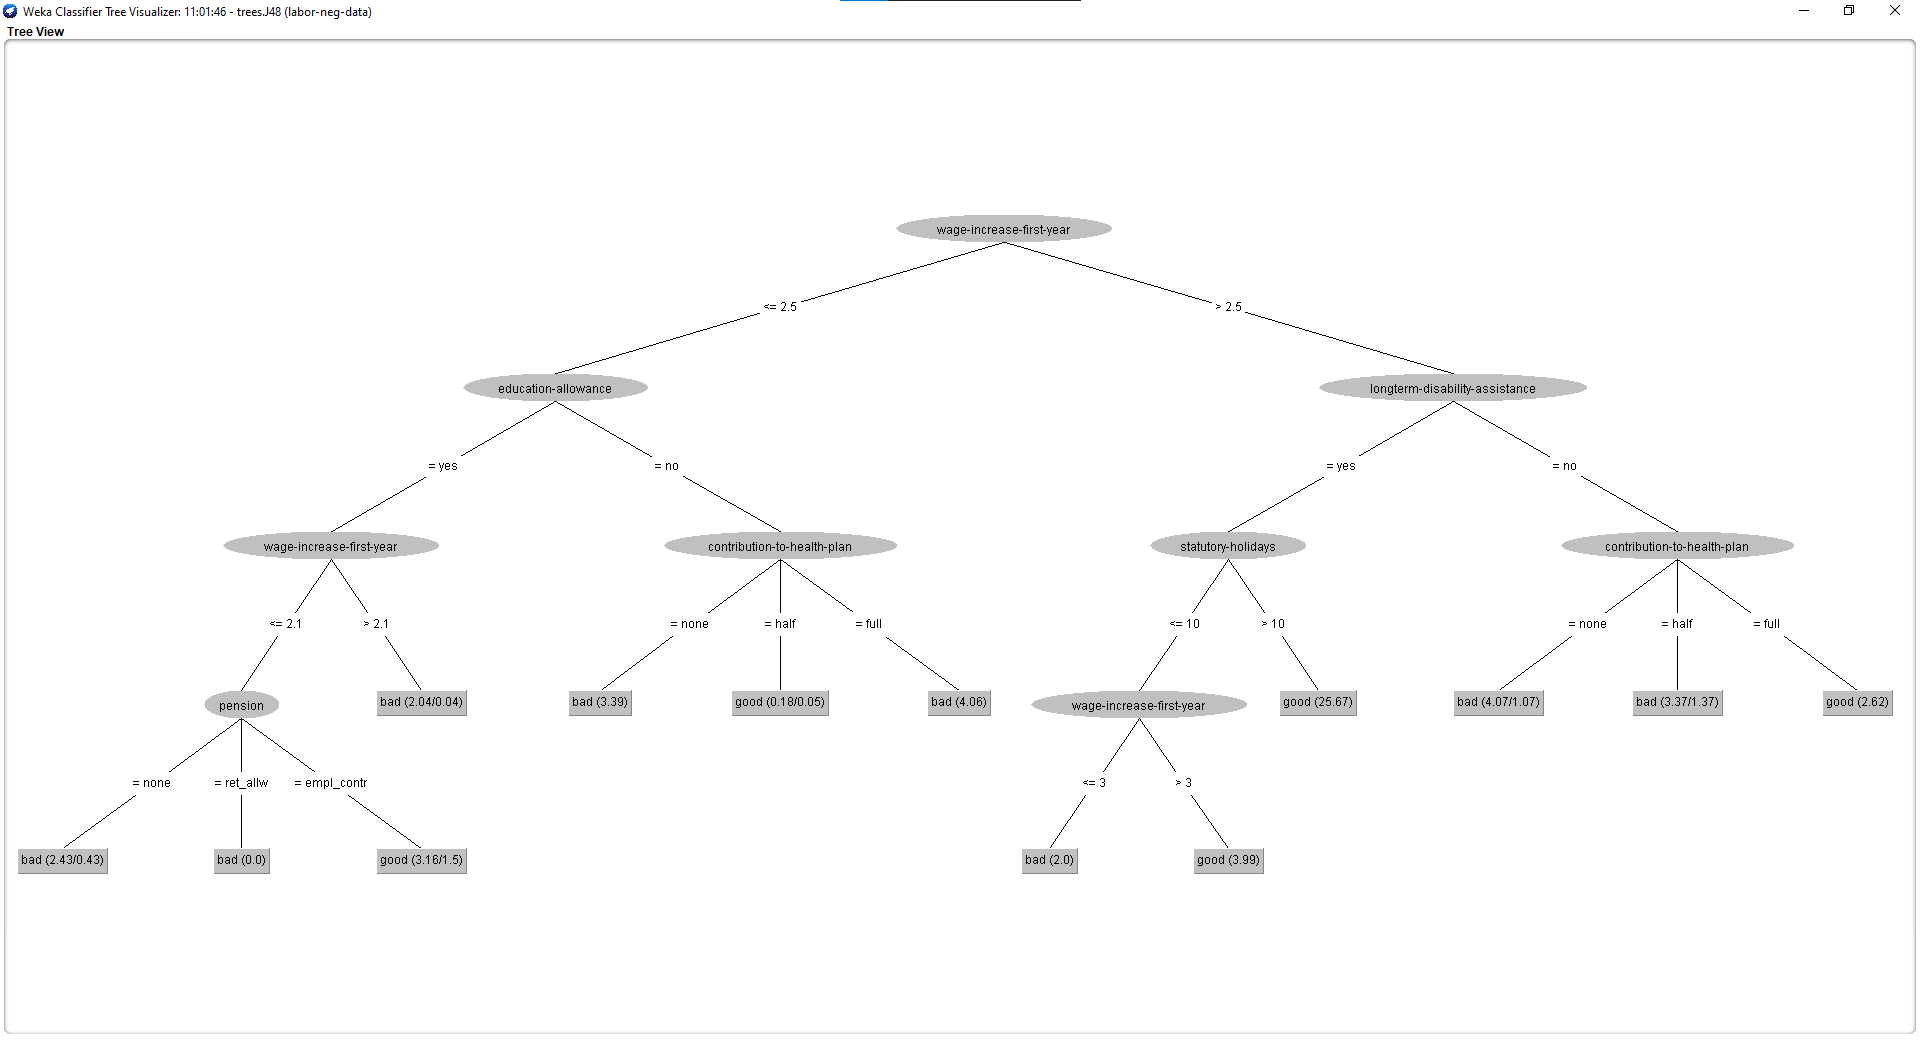 Weka Classifier Tree Visualizer: 11:01:46 - trees.J48 (labor-neg-data)
Tree View
wage-increase-first-year
<= 2.5
> 2.5
education-allowance
longterm-disability-assistance
= yes
= no
= yes
= no
wage-increase-first-year
contribution-to-health-plan
statutory-holidays
contribution-to-health-plan
<= 2.1
> 2.1
= none
= half
= full
<= 10
> 10
= none
= half
= full
pension
bad (2.04/0.04)
bad (3.39)
good (0.18/0.05)
bad (4.06)
wage-increase-first-year
good (25.67)
bad (4.07/1.07)
bad (3.37/1.37)
good (2.62)
= none
= ret_allw
= empl_contr
<= 3
> 3
bad (2.43/0.43)
bad (0.0)
good (3.16/1.5)
bad (2.0)
good (3.99)